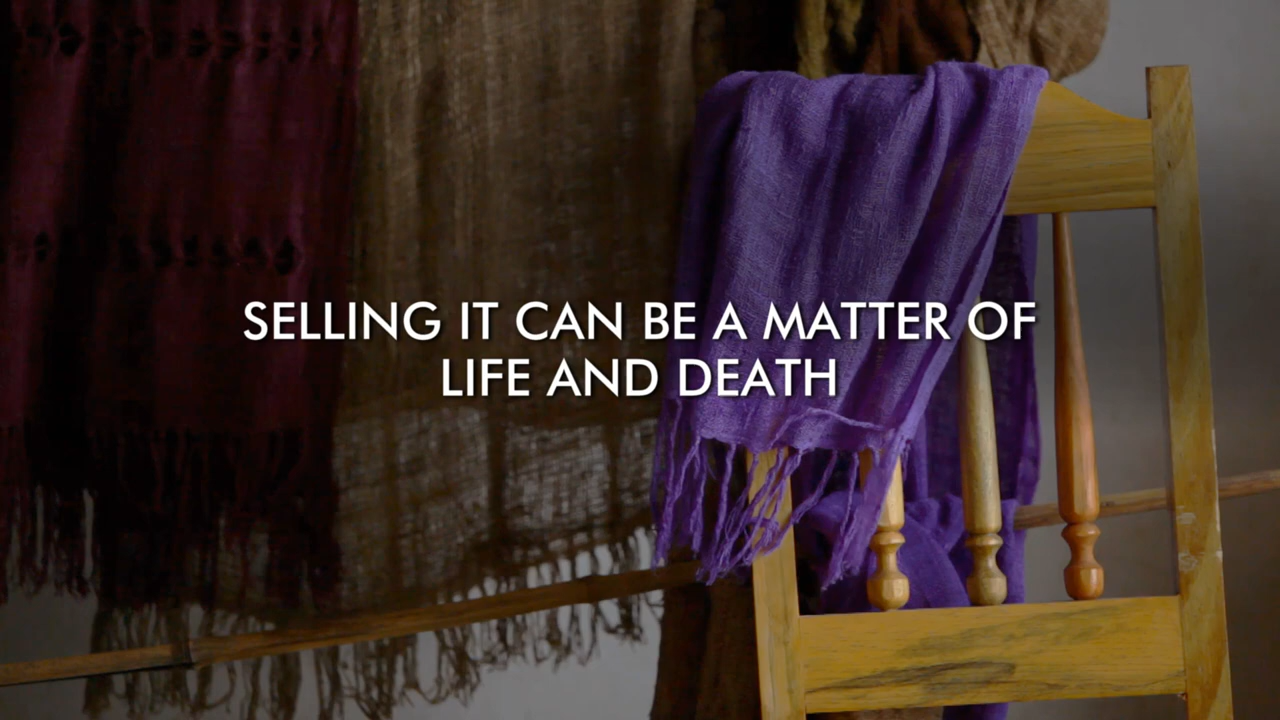 SELLING IT CAN BE A MATTER OF
LIFE AND DEATH